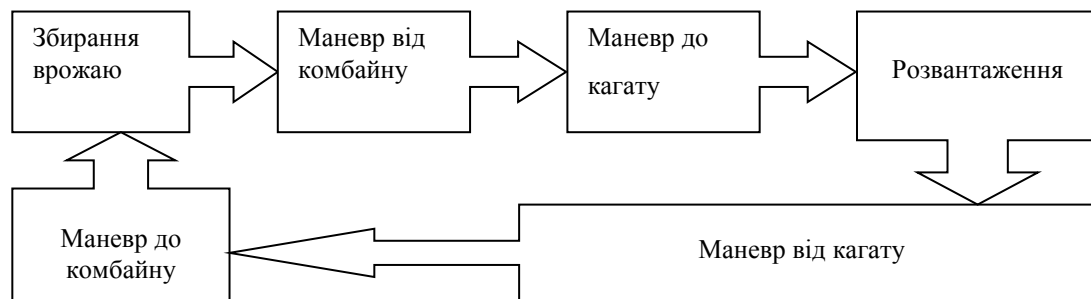 Збирання
врожаю
Маневр від
комбайну
Маневр до
кагату
Розвантаження
Маневр до
комбайну
Маневр від кагату